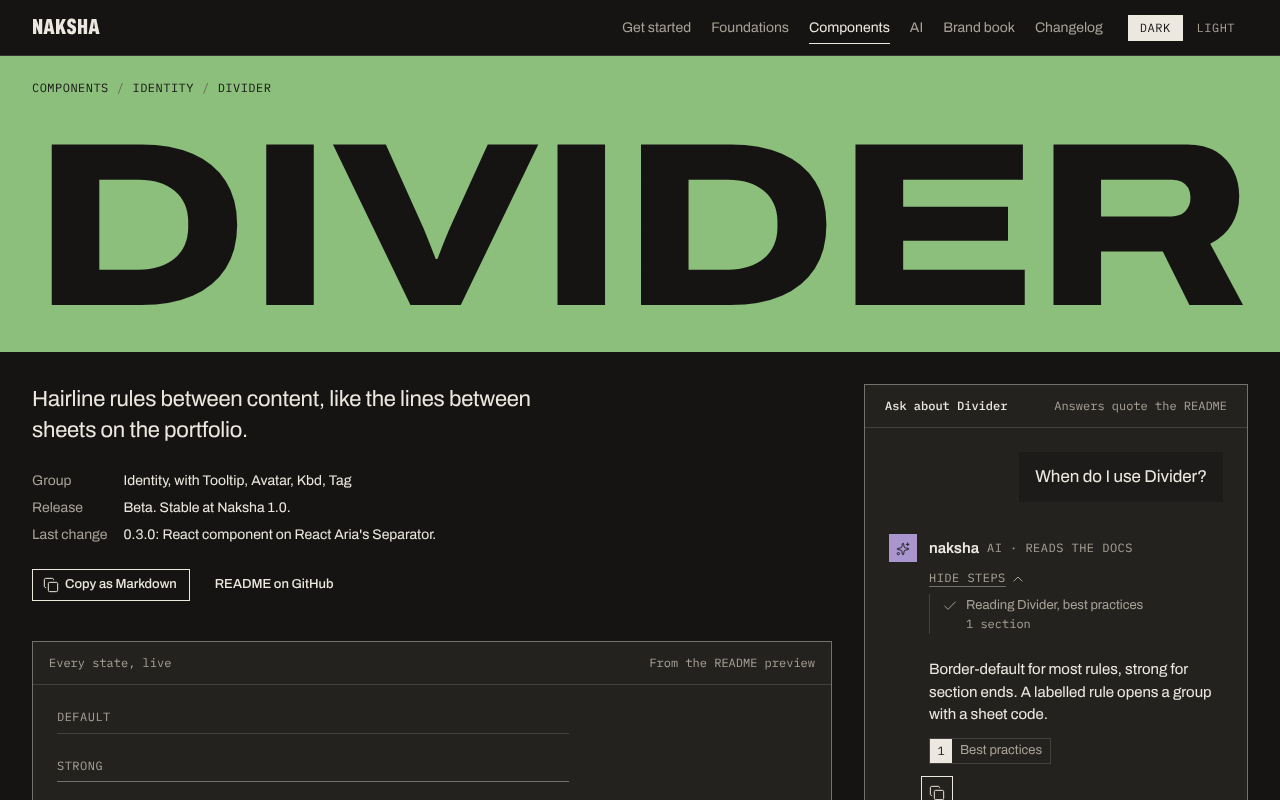 NAKSHA
Get started
Foundations
Components
AI
Brand book
Changelog
DARK
LIGHT
COMPONENTS / IDENTITY / DIVIDER
DIVIDER
Hairline rules between content, like the lines between
sheets on the portfolio.
Group Identity, with Tooltip, Avatar, Kbd, Tag
Release Beta. Stable at Naksha 1.0.
Last change 0.3.0: React component on React Aria's Separator.
Copy as Markdown
README on GitHub
Every state, live
From the README preview
DEFAULT
STRONG
Ask about Divider
Answers quote the README
When do I use Divider?
naksha AI · READS THE DOCS
HIDE STEPS
Reading Divider, best practices
1 section
Border-default for most rules, strong for
section ends. A labelled rule opens a group
with a sheet code.
1 Best practices